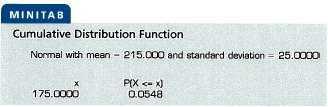 MINITAB
Cumulative Distribution Function
Normal with mean - 215.000 and standard deviation = 25.0000
x P(X <= x)
175.0000 0.0548